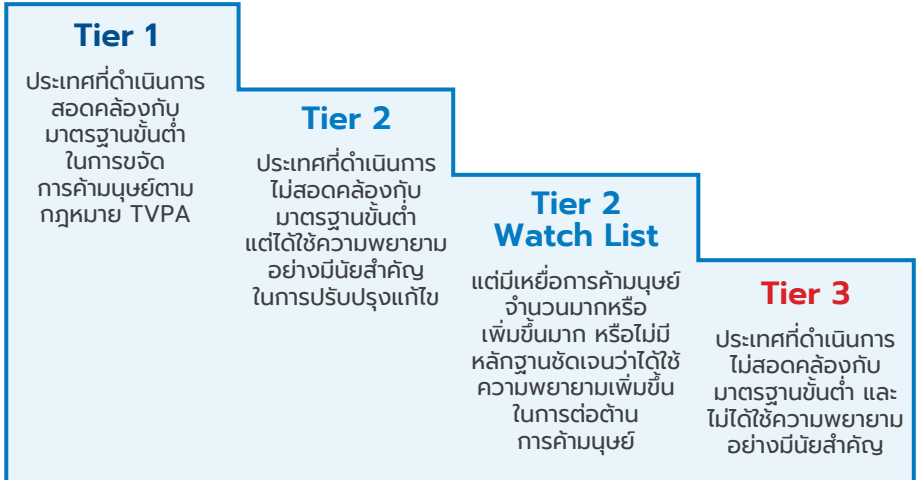 Tier 1
ประเทศที่ดำเนินการ
สอดคล้องกับ
มาตรฐานขั้นต่ำ
ในการขจัด
การค้ามนุษย์ตาม
กฎหมาย TVPA
Tier 2
ประเทศที่ดำเนินการ
ไม่สอดคล้องกับ
มาตรฐานขั้นต่ำ
แต่ได้ใช้ความพยายาม
อย่างมีนัยสำคัญ
ในการปรับปรุงแก้ไข
Tier 2
Watch List
แต่มีเหยื่อการค้ามนุษย์
จำนวนมากหรือ
เพิ่มขึ้นมาก หรือไม่มี
หลักฐานชัดเจนว่าได้ใช้
ความพยายามเพิ่มขึ้น
ในการต่อต้าน
การค้ามนุษย์
Tier 3
ประเทศที่ดำเนินการ
ไม่สอดคล้องกับ
มาตรฐานขั้นต่ำ และ
ไม่ได้ใช้ความพยายาม
อย่างมีนัยสำคัญ